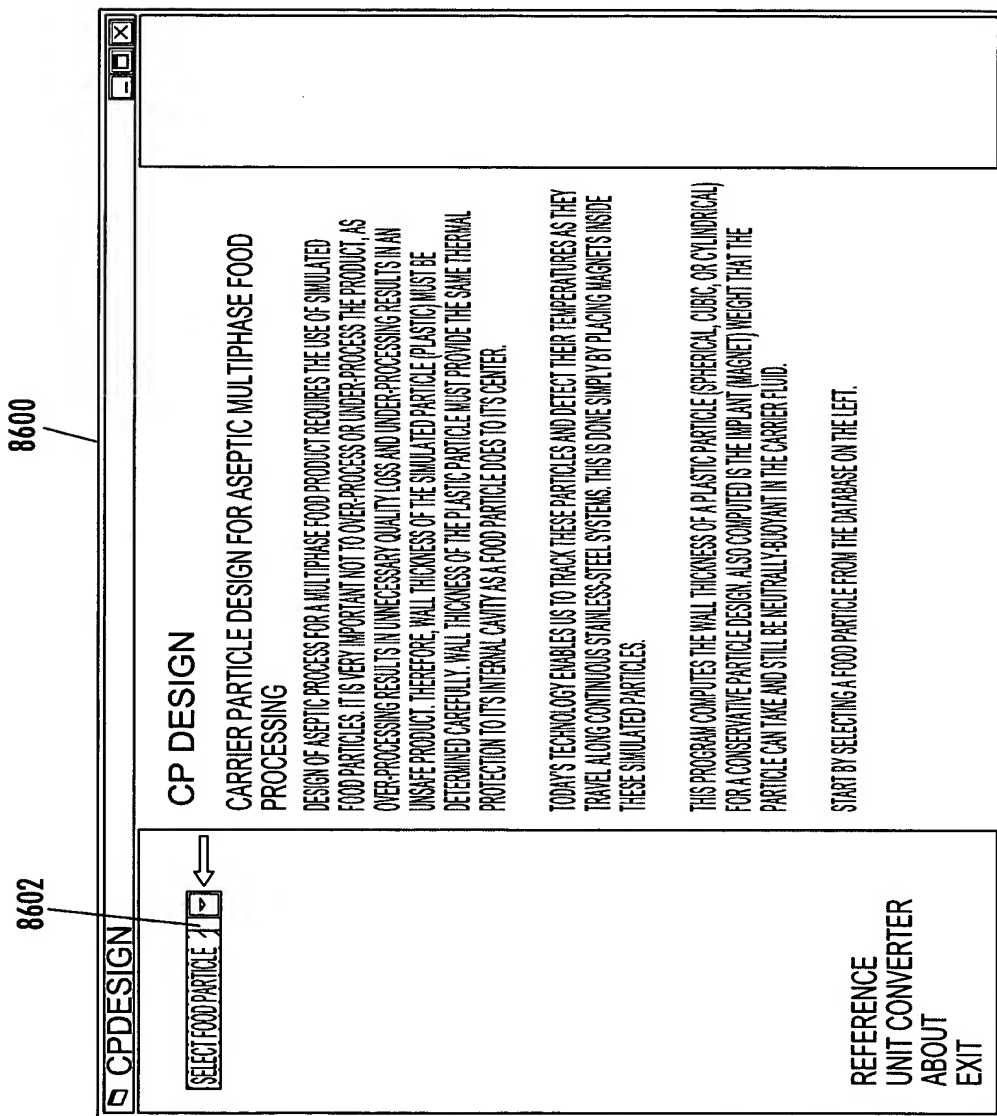 8600
8602
CPDESIGN
SELECT FOOD PARTICLE
CP DESIGN
CARRIER PARTICLE DESIGN FOR ASEPTIC MULTIPHASE FOOD
PROCESSING
DESIGN OF ASEPTIC PROCESS FOR A MULTIPHASE FOOD PRODUCT REQUIRES THE USE OF SIMULATED
FOOD PARTICLES. IT IS VERY IMPORTANT NOT TO OVER-PROCESS OR UNDER-PROCESS THE PRODUCT, AS
OVER-PROCESSING RESULTS IN UNNECESSARY QUALITY LOSS AND UNDER-PROCESSING RESULTS IN AN
UNSAFE PRODUCT. THEREFORE, WALL THICKNESS OF THE SIMULATED PARTICLE (PLASTIC) MUST BE
DETERMINED CAREFULLY. WALL THICKNESS OF THE PLASTIC PARTICLE MUST PROVIDE THE SAME THERMAL
PROTECTION TO IT'S INTERNAL CAVITY AS A FOOD PARTICLE DOES TO IT'S CENTER.
TODAY'S TECHNOLOGY ENABLES US TO TRACK THESE PARTICLES AND DETECT THEIR TEMPERATURES AS THEY
TRAVEL ALONG CONTINUOUS STAINLESS-STEEL SYSTEMS. THIS IS DONE SIMPLY BY PLACING MAGNETS INSIDE
THESE SIMULATED PARTICLES.
THIS PROGRAM COMPUTES THE WALL THICKNESS OF A PLASTIC PARTICLE (SPHERICAL, CUBIC, OR CYLINDRICAL)
FOR A CONSERVATIVE PARTICLE DESIGN. ALSO COMPUTED IS THE IMPLANT (MAGNET) WEIGHT THAT THE
PARTICLE CAN TAKE AND STILL BE NEUTRALLY-BUOYANT IN THE CARRIER FLUID.
START BY SELECTING A FOOD PARTICLE FROM THE DATABASE ON THE LEFT.
REFERENCE
UNIT CONVERTER
ABOUT
EXIT